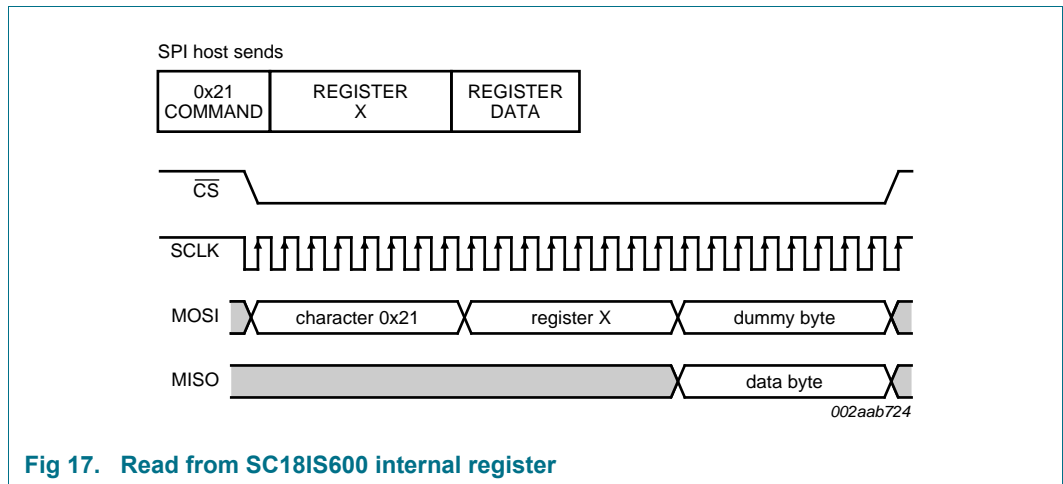 SPI host sends
0x21 COMMAND
REGISTER X
REGISTER DATA
CS
SCLK
MOSI
character 0x21
register X
dummy byte
MISO
data byte
002aab724
Fig 17. Read from SC18IS600 internal register